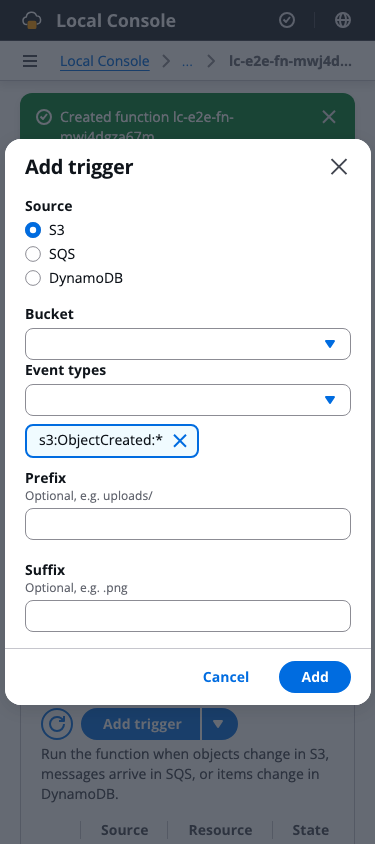 Local Console
Local Console
...
lc-e2e-fn-mwj4d...
Created function lc-e2e-fn-
mwj4dgza67m
Add trigger
Source
S3
SQS
DynamoDB
Bucket
Event types
s3:ObjectCreated:*
Prefix
Optional, e.g. uploads/
Suffix
Optional, e.g. .png
Cancel
Add
Add trigger
Run the function when objects change in S3,
messages arrive in SQS, or items change in
DynamoDB.
Source
Resource
State